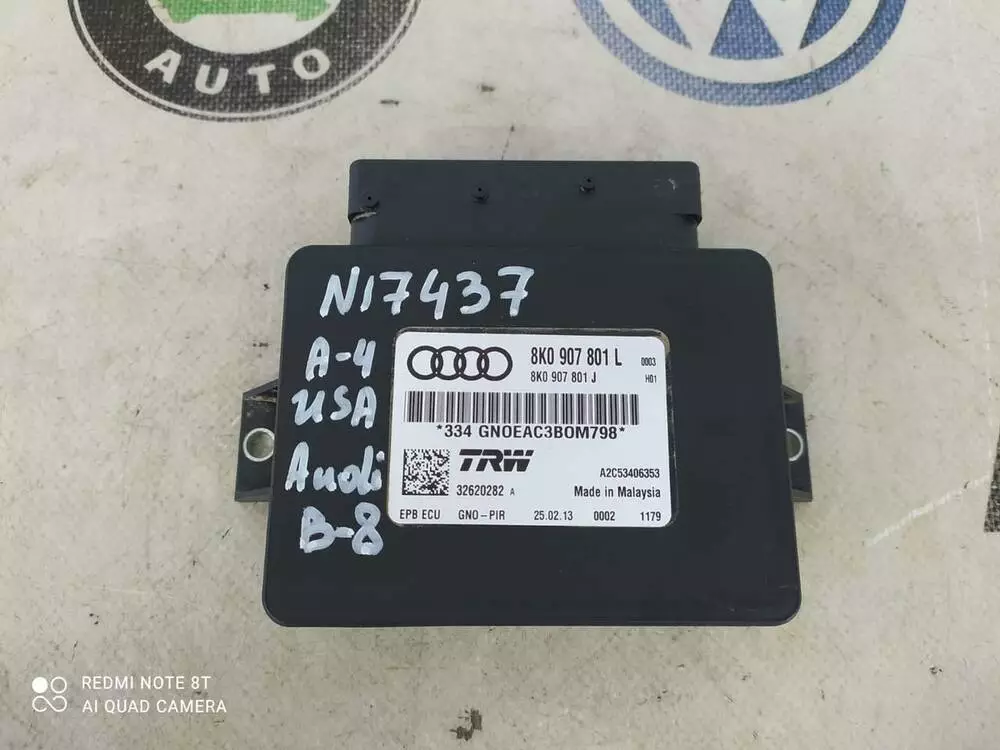 AUTO
N17437
A-4
USA
Audi
B-8
8K0 907 801 L 0003
8K0 907 801 J H01
*334 GN0EAC3B0M798*
TRW
A2C53406353
32620282 A Made in Malaysia
EPB ECU GNO-PIR 25.02.13 0002 1179
REDMI NOTE 8T
AI QUAD CAMERA